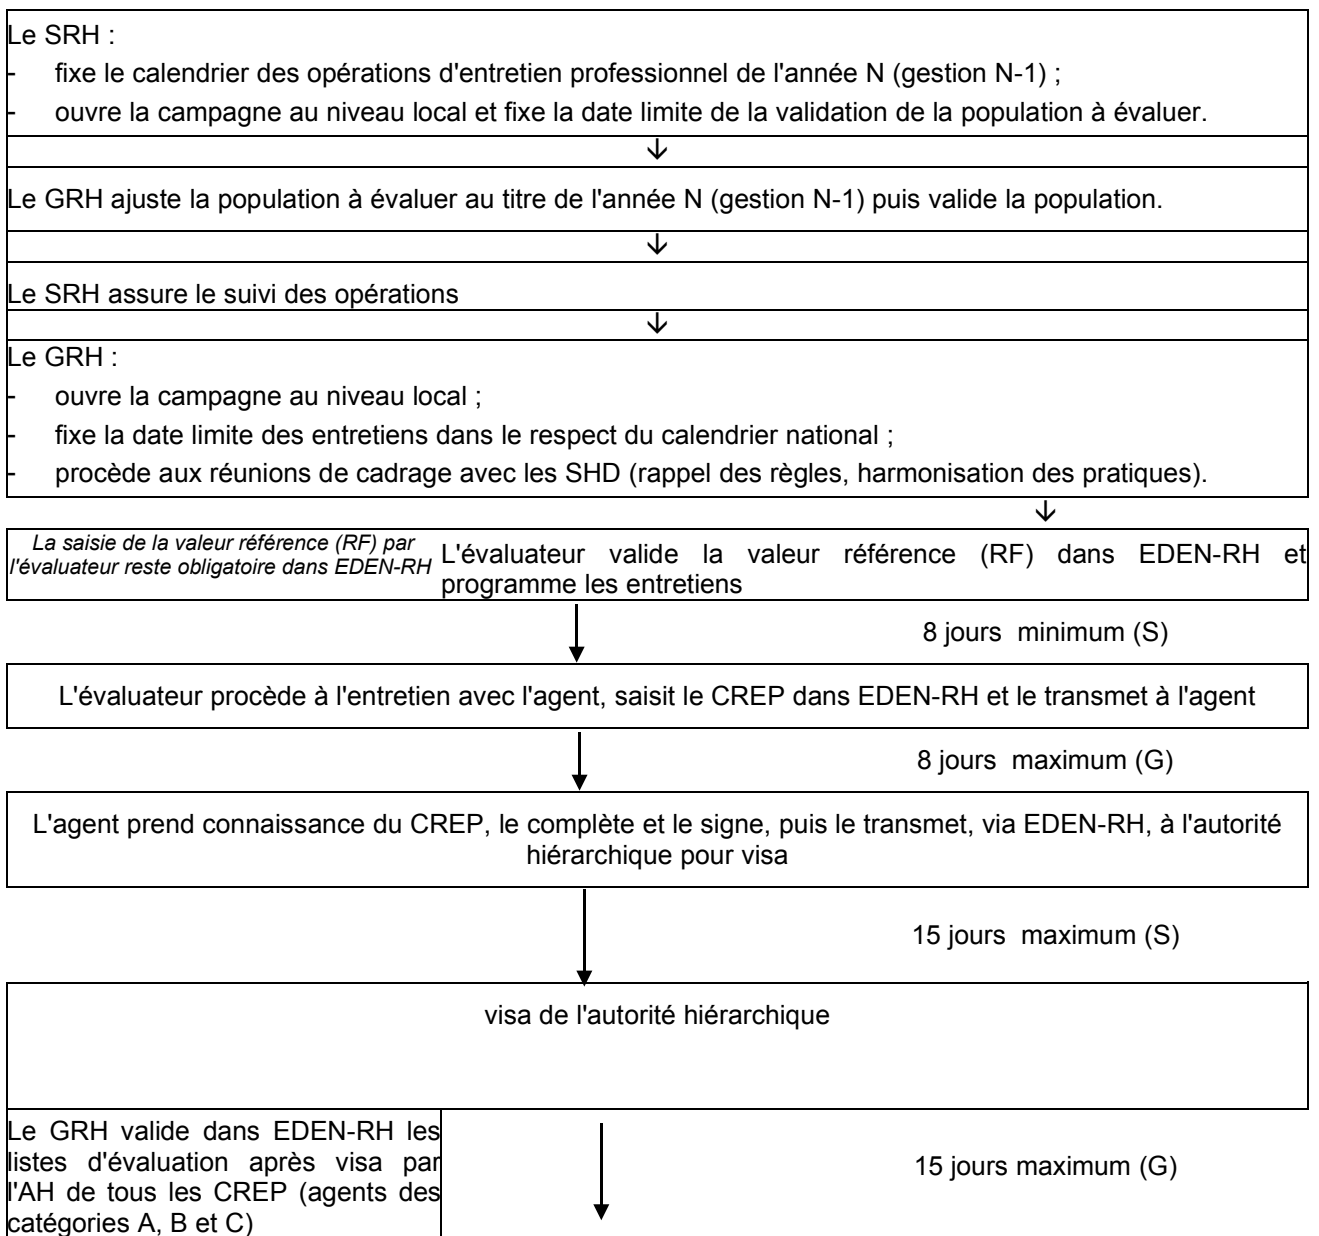 Le SRH :
- fixe le calendrier des opérations d'entretien professionnel de l'année N (gestion N-1) ;
- ouvre la campagne au niveau local et fixe la date limite de la validation de la population à évaluer.
Le GRH ajuste la population à évaluer au titre de l'année N (gestion N-1) puis valide la population.
Le SRH assure le suivi des opérations
Le GRH :
- ouvre la campagne au niveau local ;
- fixe la date limite des entretiens dans le respect du calendrier national ;
- procède aux réunions de cadrage avec les SHD (rappel des règles, harmonisation des pratiques).
La saisie de la valeur référence (RF) par
l'évaluateur reste obligatoire dans EDEN-RH
L'évaluateur valide la valeur référence (RF) dans EDEN-RH et
programme les entretiens
8 jours minimum (S)
L'évaluateur procède à l'entretien avec l'agent, saisit le CREP dans EDEN-RH et le transmet à l'agent
8 jours maximum (G)
L'agent prend connaissance du CREP, le complète et le signe, puis le transmet, via EDEN-RH, à l'autorité
hiérarchique pour visa
15 jours maximum (S)
visa de l'autorité hiérarchique
Le GRH valide dans EDEN-RH les
listes d'évaluation après visa par
l'AH de tous les CREP (agents des
catégories A, B et C)
15 jours maximum (G)